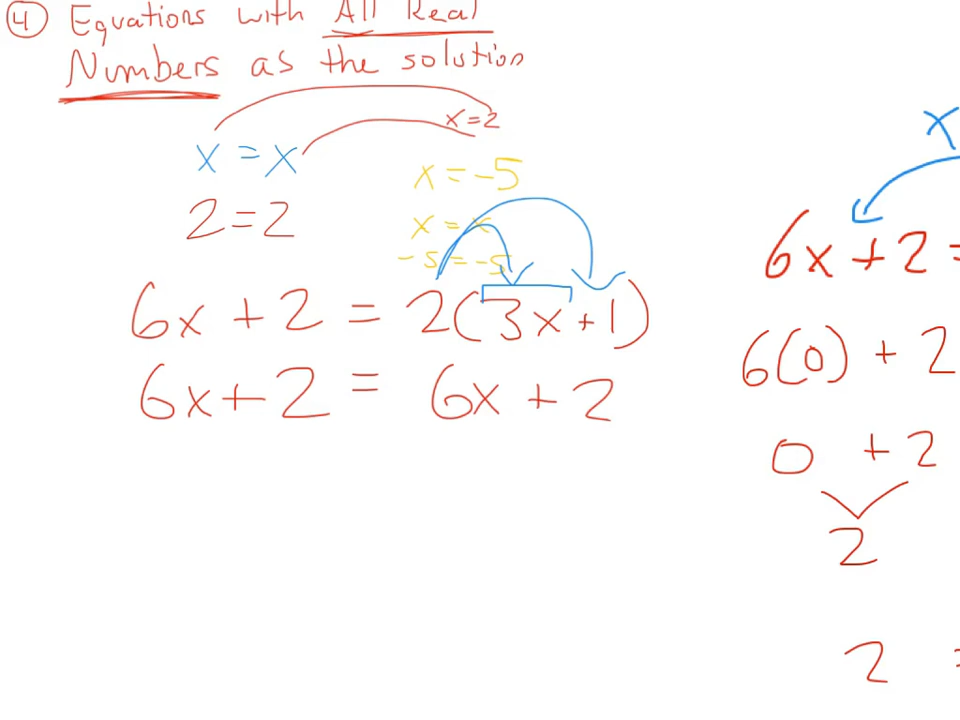 ④ Equations with All Real
Numbers as the solution
x = 2
x = x
x = -5
2 = 2
x = x
-5 = -5
6x + 2 = 2(3x + 1)
6x + 2 = 6x + 2
x
6x + 2 =
6(0) + 2
0 + 2
2
2 =